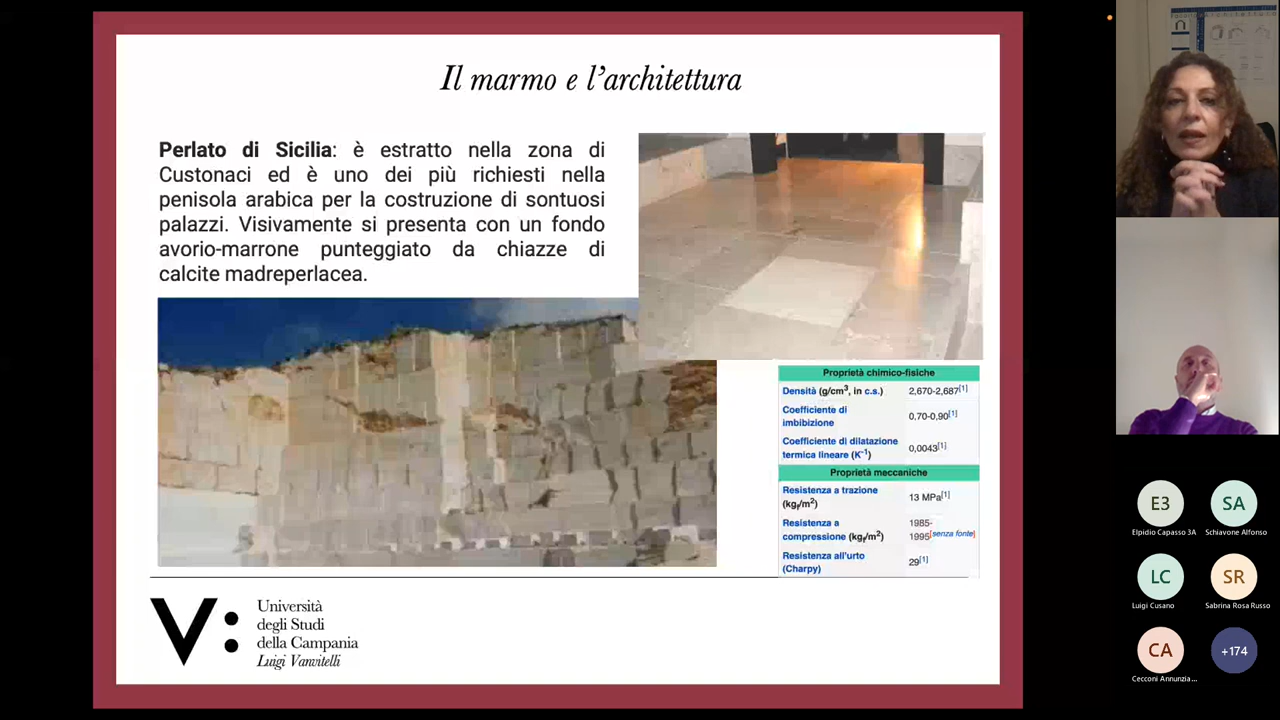 Il marmo e l'architettura
Perlato di Sicilia: è estratto nella zona di
Custonaci ed è uno dei più richiesti nella
penisola arabica per la costruzione di sontuosi
palazzi. Visivamente si presenta con un fondo
avorio-marrone punteggiato da chiazze di
calcite madreperlacea.
Proprietà chimico-fisiche
Densità (g/cm³, in c.s.) 2,670-2,687[1]
Coefficiente di
imbibizione 0,70-0,90[1]
Coefficiente di dilatazione
termica lineare (K⁻¹) 0,0043[1]
Proprietà meccaniche
Resistenza a trazione
(kgf/m²) 13 MPa[1]
Resistenza a
compressione (kgf/m²) 1985-
1995[senza fonte]
Resistenza all'urto
(Charpy) 29[1]
V:
Università
degli Studi
della Campania
Luigi Vanvitelli
E3
Elpidio Capasso 3A
SA
Schiavone Alfonso
LC
Luigi Cusano
SR
Sabrina Rosa Russo
CA
Cecconi Annunzia...
+174